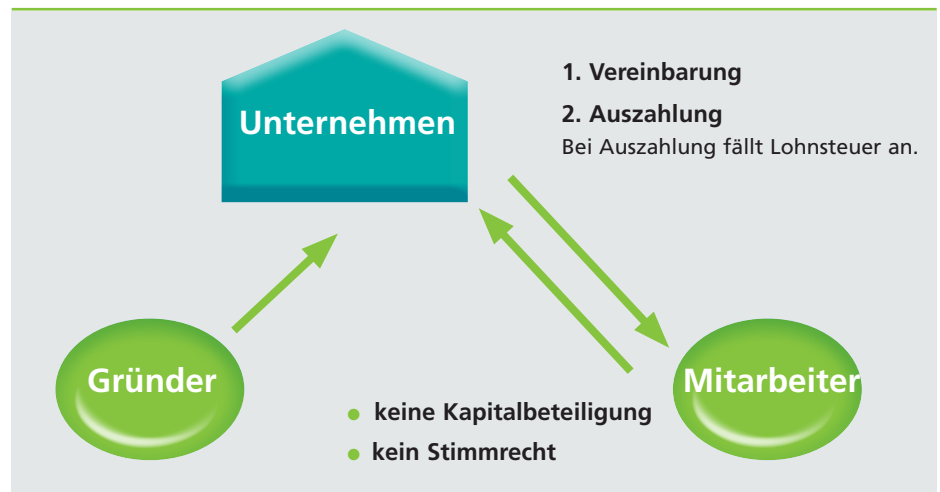 Unternehmen
1. Vereinbarung
2. Auszahlung
Bei Auszahlung fällt Lohnsteuer an.
Gründer
Mitarbeiter
keine Kapitalbeteiligung
kein Stimmrecht